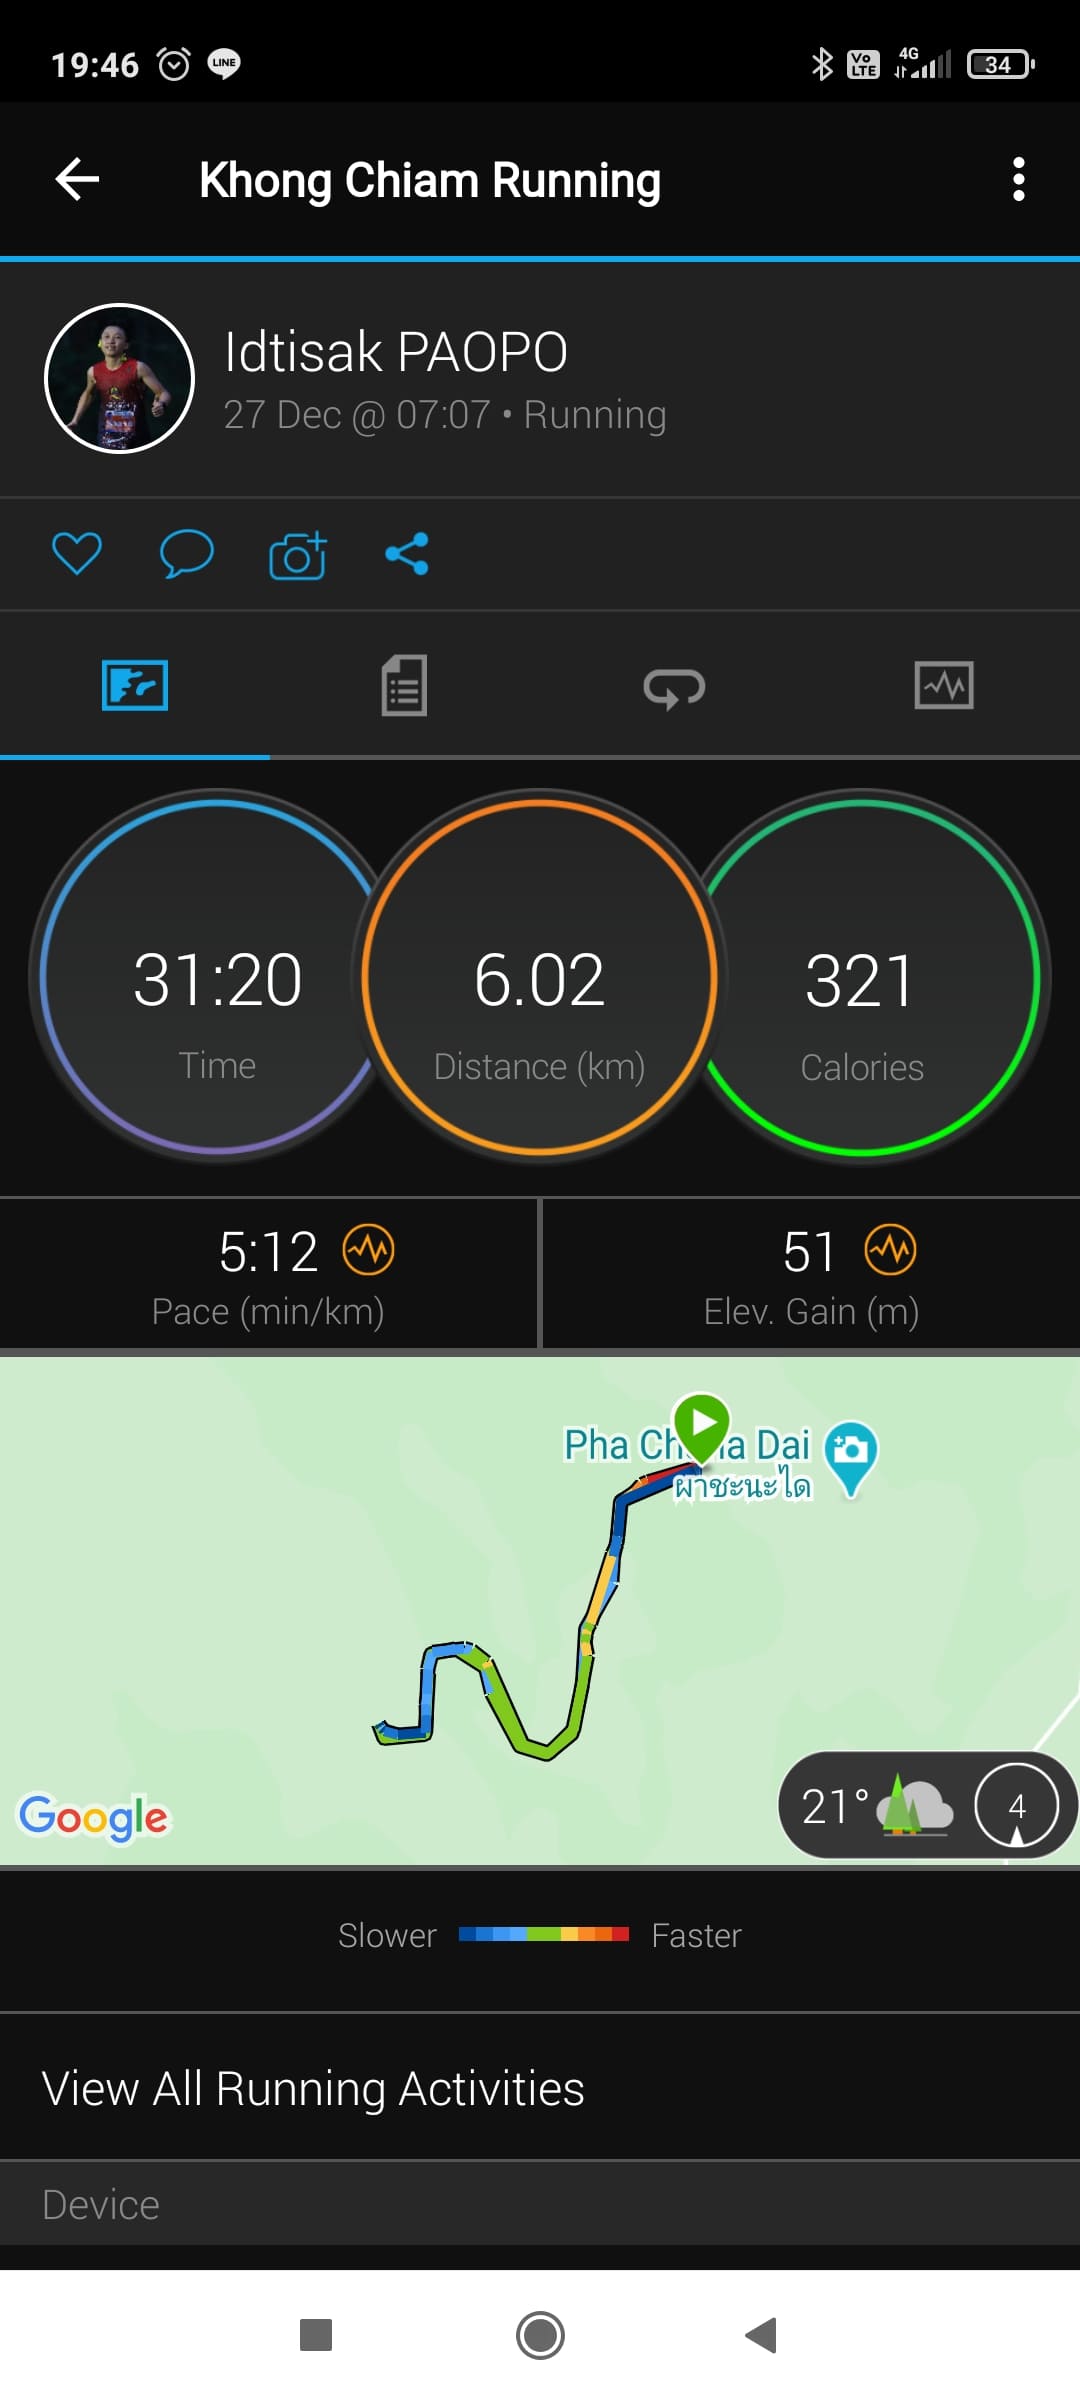 19:46 LINE Vo LTE 4G 34
Khong Chiam Running
Idtisak PAOPO
27 Dec @ 07:07 • Running
31:20
Time
6.02
Distance (km)
321
Calories
5:12
Pace (min/km)
51
Elev. Gain (m)
Pha Ch a Dai
ผาชะนะได
Google
21° 4
Slower Faster
View All Running Activities
Device